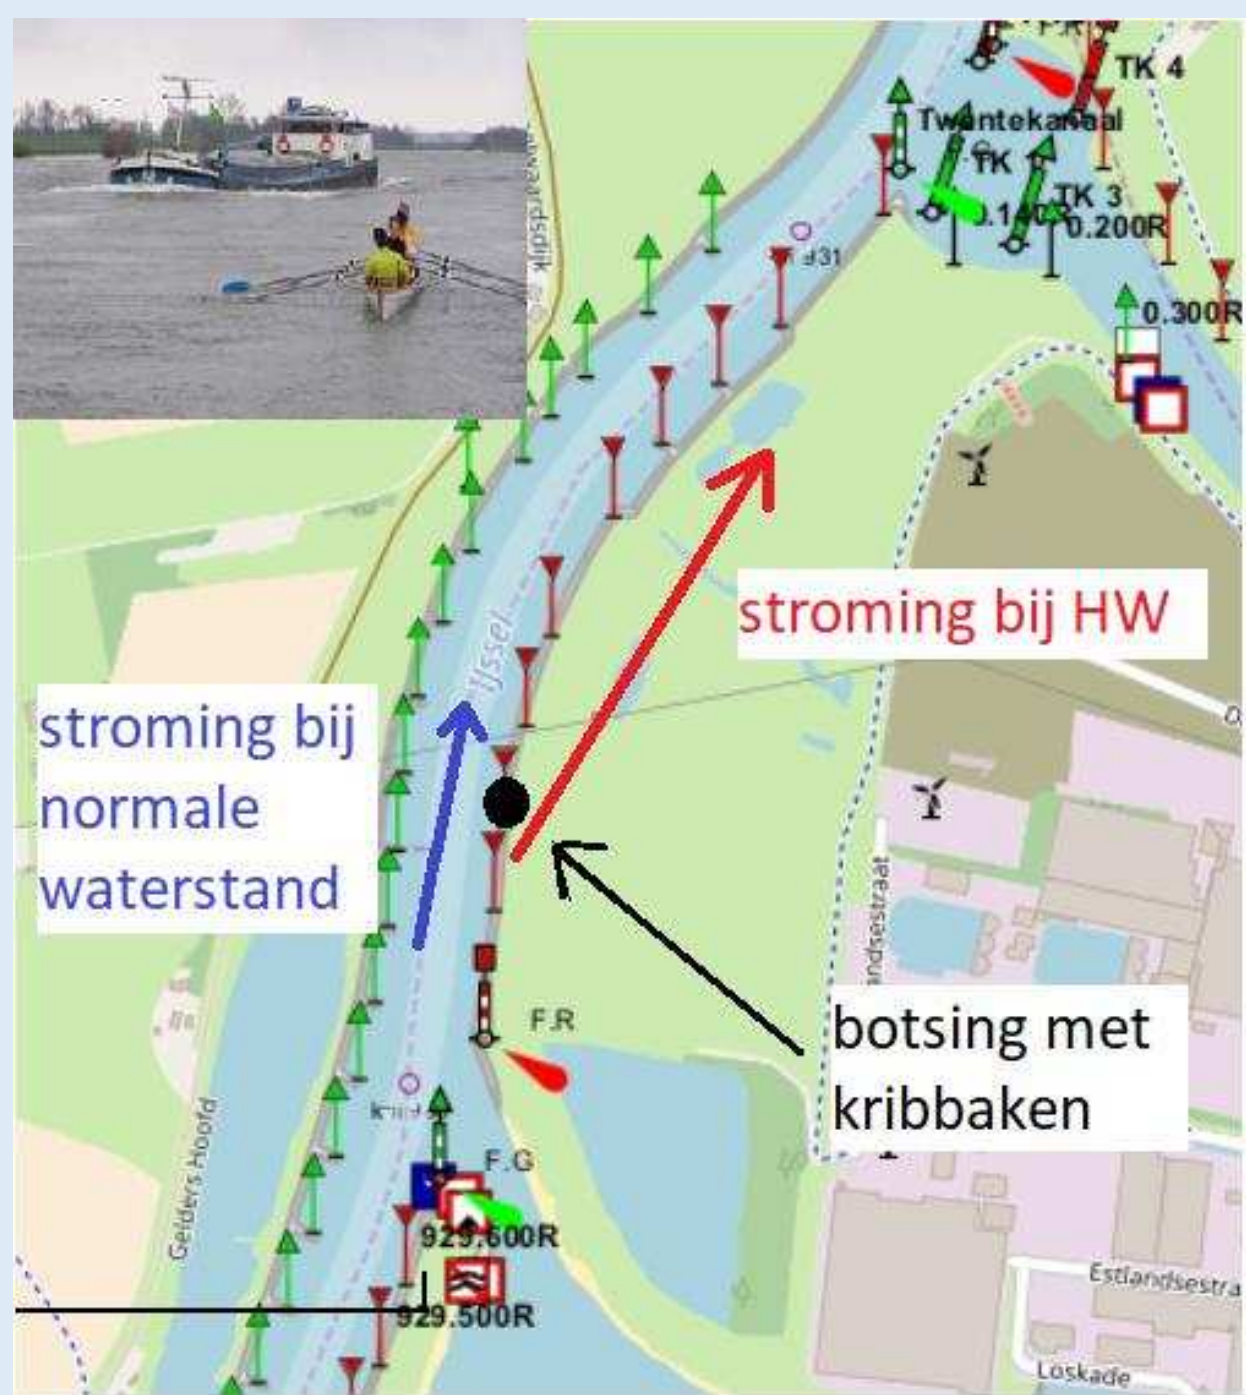 TK 4
Twentekanaal
TK
TK 3
0.200R
0.300R
931
IJssel
stroming bij HW
stroming bij
normale
waterstand
F.R
botsing met
kribbaken
Gelders Hoofd
F.G
929.600R
929.500R
Estlandsestra
Loskade